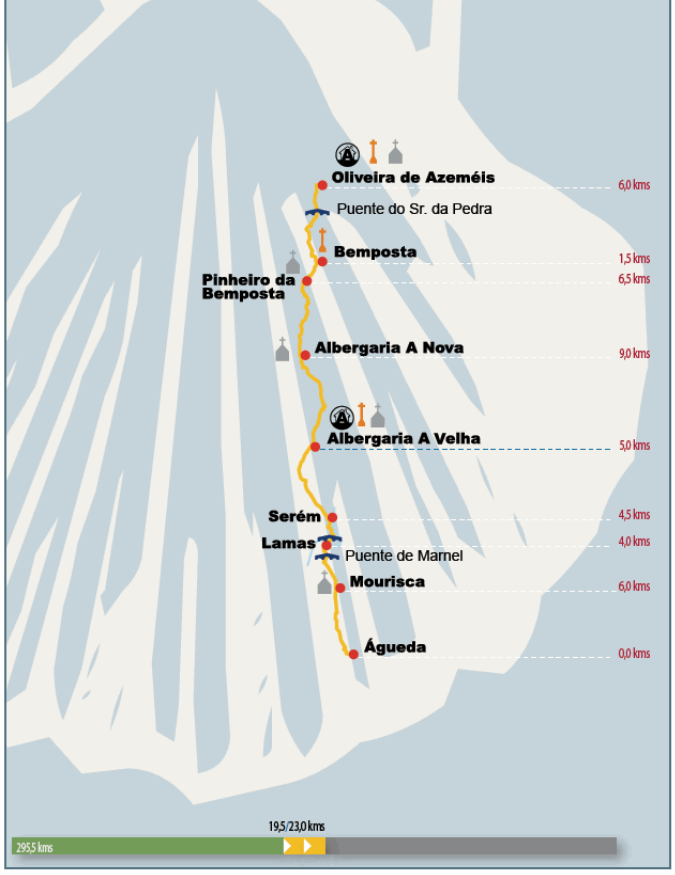 Oliveira de Azeméis
6,0 kms
Puente do Sr. da Pedra
Bemposta
1,5 kms
Pinheiro da
Bemposta
6,5 kms
Albergaria A Nova
9,0 kms
A
Albergaria A Velha
5,0 kms
Serém
4,5 kms
Lamas
4,0 kms
Puente de Marnel
Mourisca
6,0 kms
Águeda
0,0 kms
19,5/23,0 kms
295,5 kms